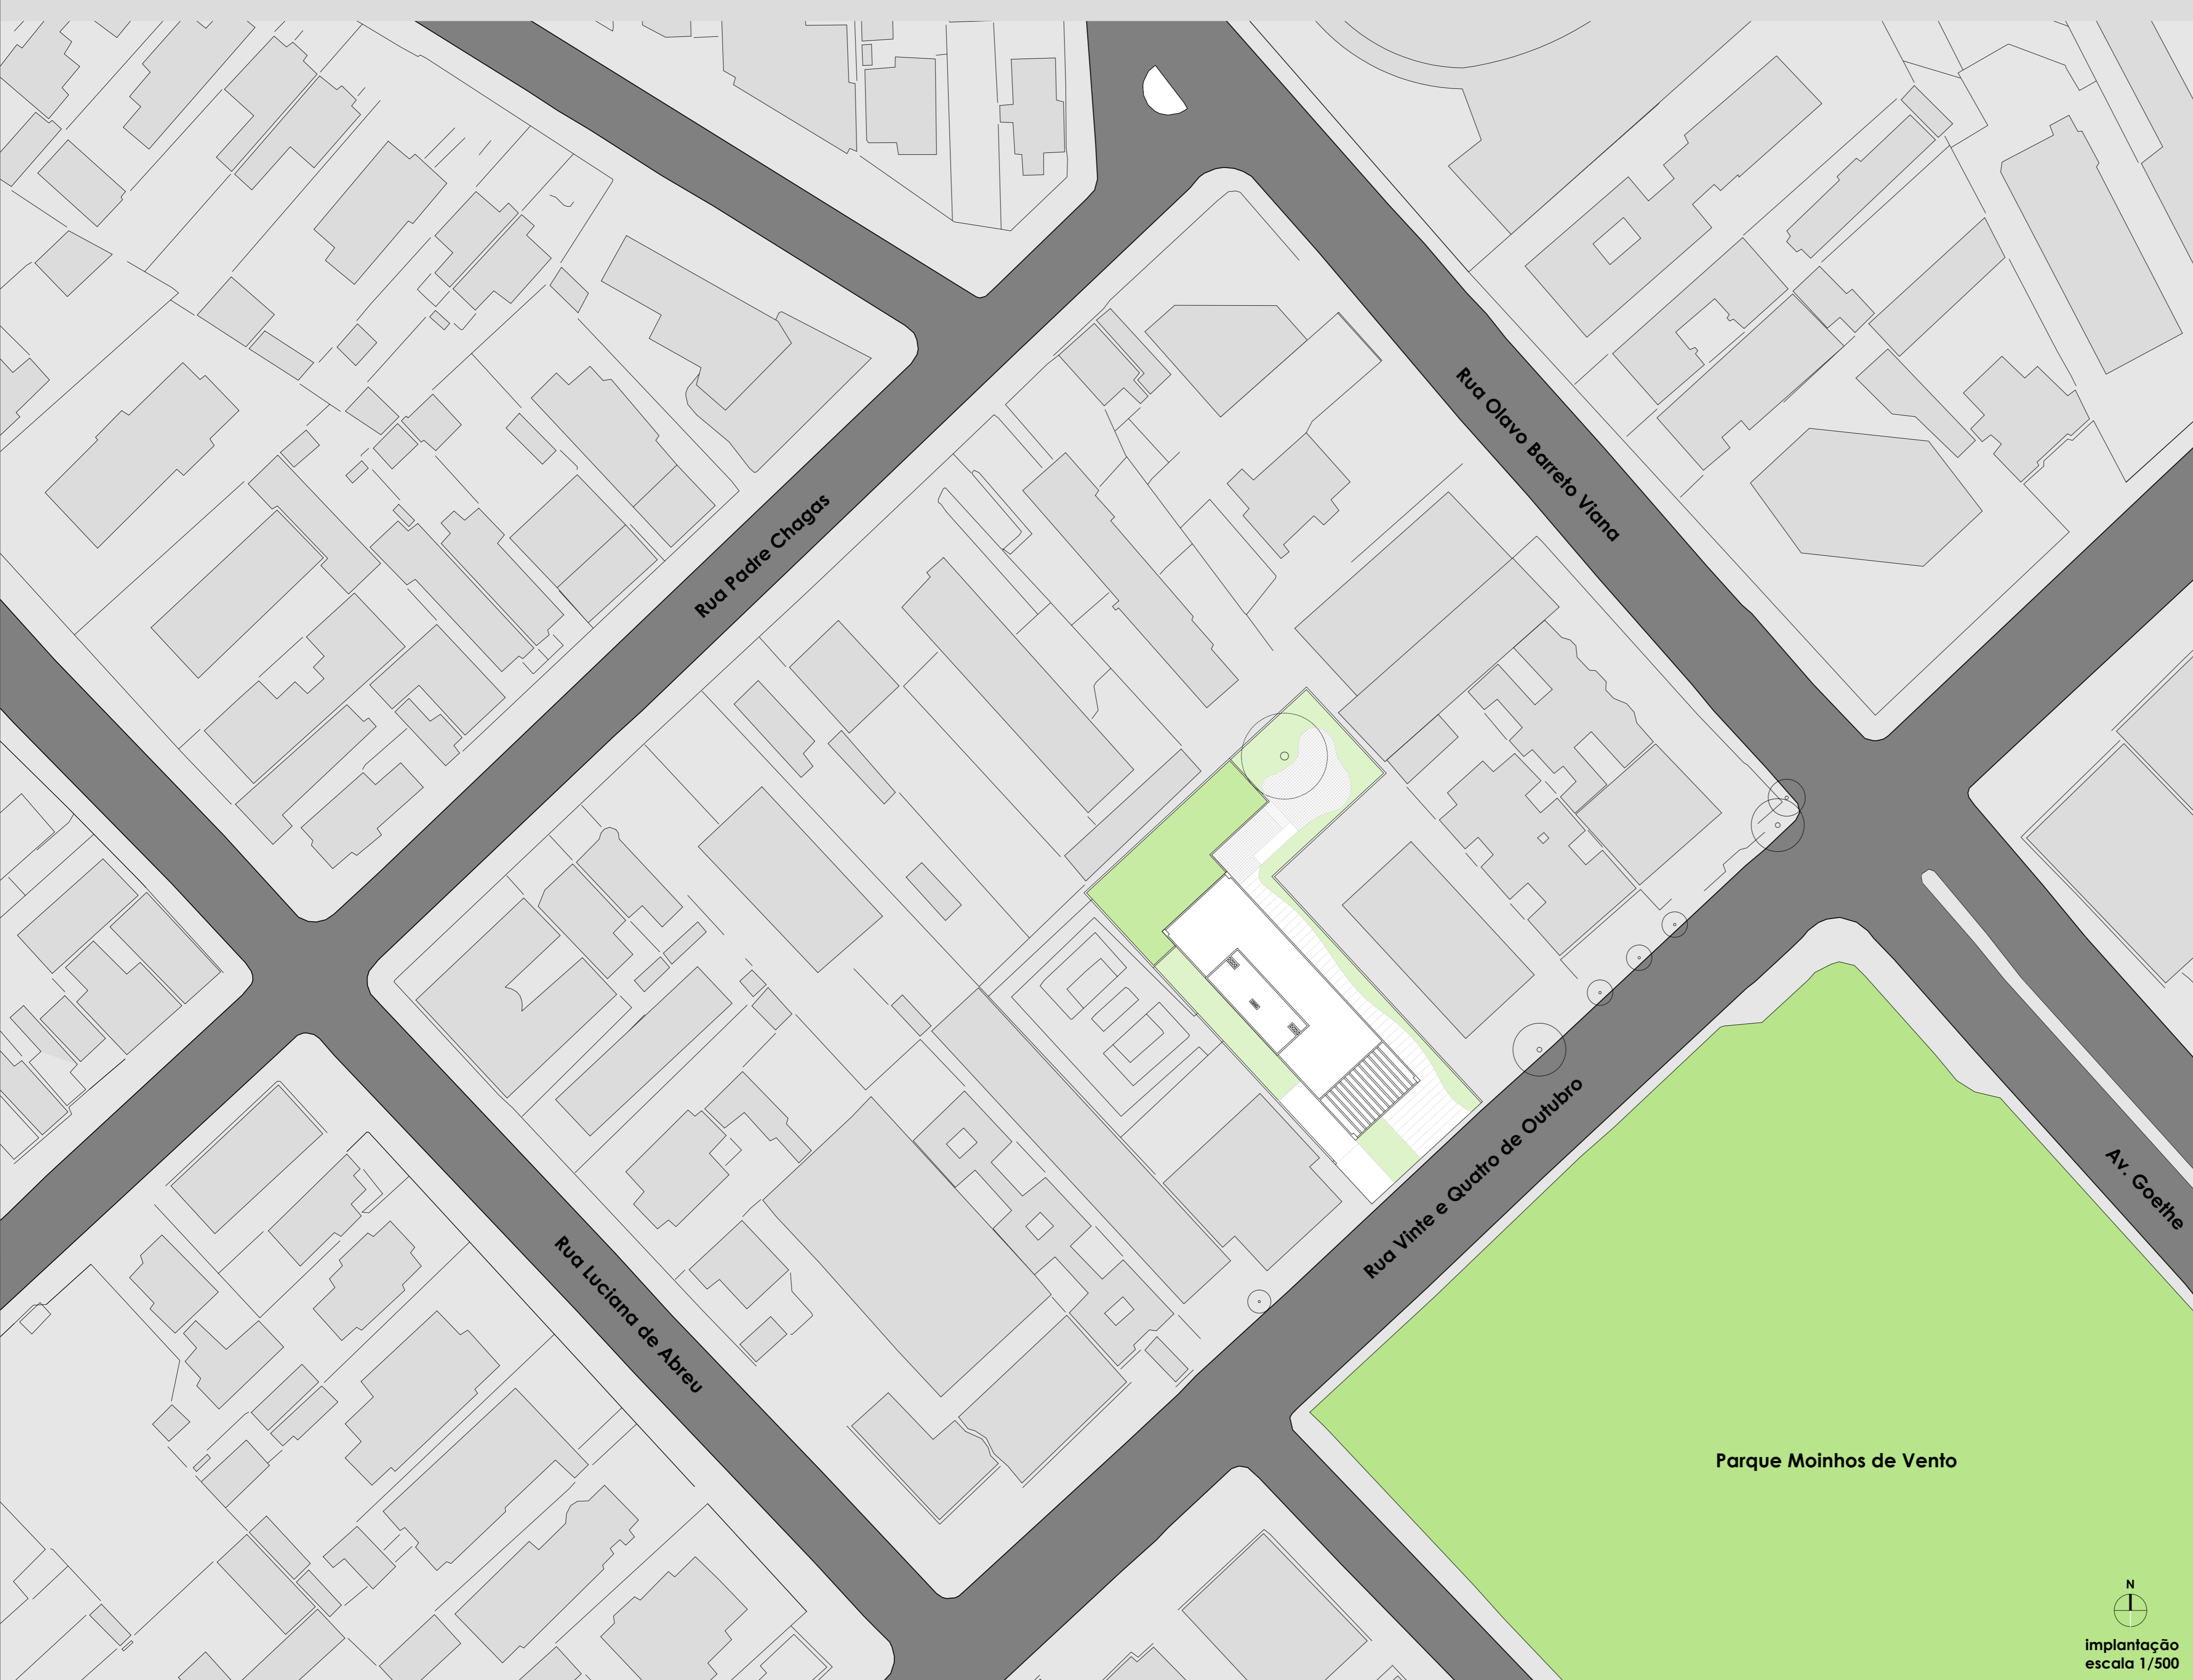 Rua Olavo Barreto Viana
Rua Padre Chagas
Rua Vinte e Quatro de Outubro
Av. Goethe
Rua Luciana de Abreu
Parque Moinhos de Vento
N
implantação
escala 1/500